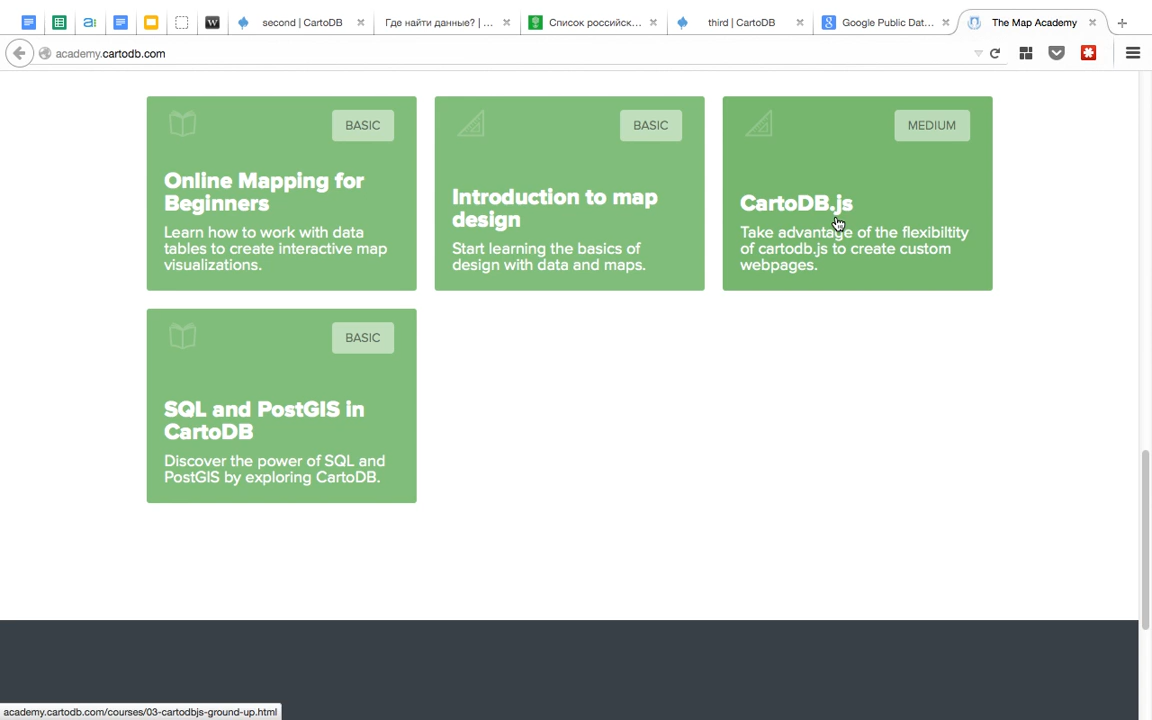 second | CartoDB
Где найти данные? | ...
Список российск...
third | CartoDB
Google Public Dat...
The Map Academy
academy.cartodb.com
BASIC
Online Mapping for
Beginners
Learn how to work with data
tables to create interactive map
visualizations.
BASIC
Introduction to map
design
Start learning the basics of
design with data and maps.
MEDIUM
CartoDB.js
Take advantage of the flexibiltity
of cartodb.js to create custom
webpages.
BASIC
SQL and PostGIS in
CartoDB
Discover the power of SQL and
PostGIS by exploring CartoDB.
academy.cartodb.com/courses/03-cartodbjs-ground-up.html